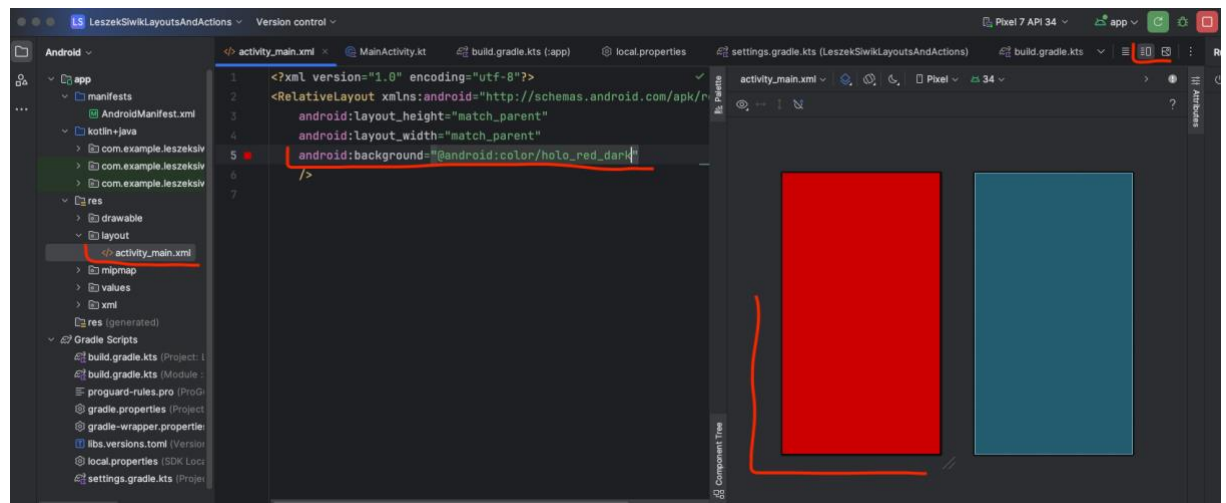 LS LeszekSiwikLayoutsAndActions Version control Pixel 7 API 34 app
Android activity_main.xml MainActivity.kt build.gradle.kts (:app) local.properties settings.gradle.kts (LeszekSiwikLayoutsAndActions) build.gradle.kts
app
manifests
AndroidManifest.xml
kotlin+java
com.example.leszeksiv
com.example.leszeksiv
com.example.leszeksiv
res
drawable
layout
activity_main.xml
mipmap
values
xml
res (generated)
Gradle Scripts
build.gradle.kts (Project: L
build.gradle.kts (Module :
proguard-rules.pro (ProG
gradle.properties (Project
gradle-wrapper.propertie
libs.versions.toml (Version
local.properties (SDK Loca
settings.gradle.kts (Proje
1 <?xml version="1.0" encoding="utf-8"?>
2 <RelativeLayout xmlns:android="http://schemas.android.com/apk/r
3 android:layout_height="match_parent"
4 android:layout_width="match_parent"
5 android:background="@android:color/holo_red_dark"
6 />
7
Palette
Component Tree
activity_main.xml Pixel 34
?
Attributes